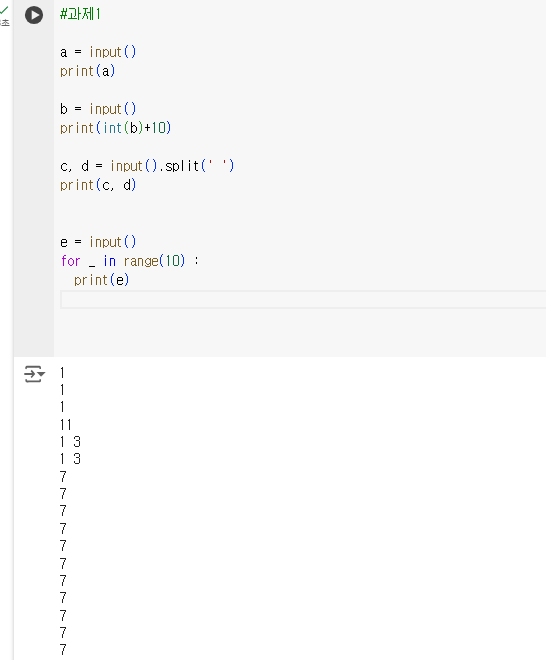 #과제1
a = input()
print(a)
b = input()
print(int(b)+10)
c, d = input().split(' ')
print(c, d)
e = input()
for _ in range(10) :
  print(e)
1
1
1
11
1 3
1 3
7
7
7
7
7
7
7
7
7
7
7